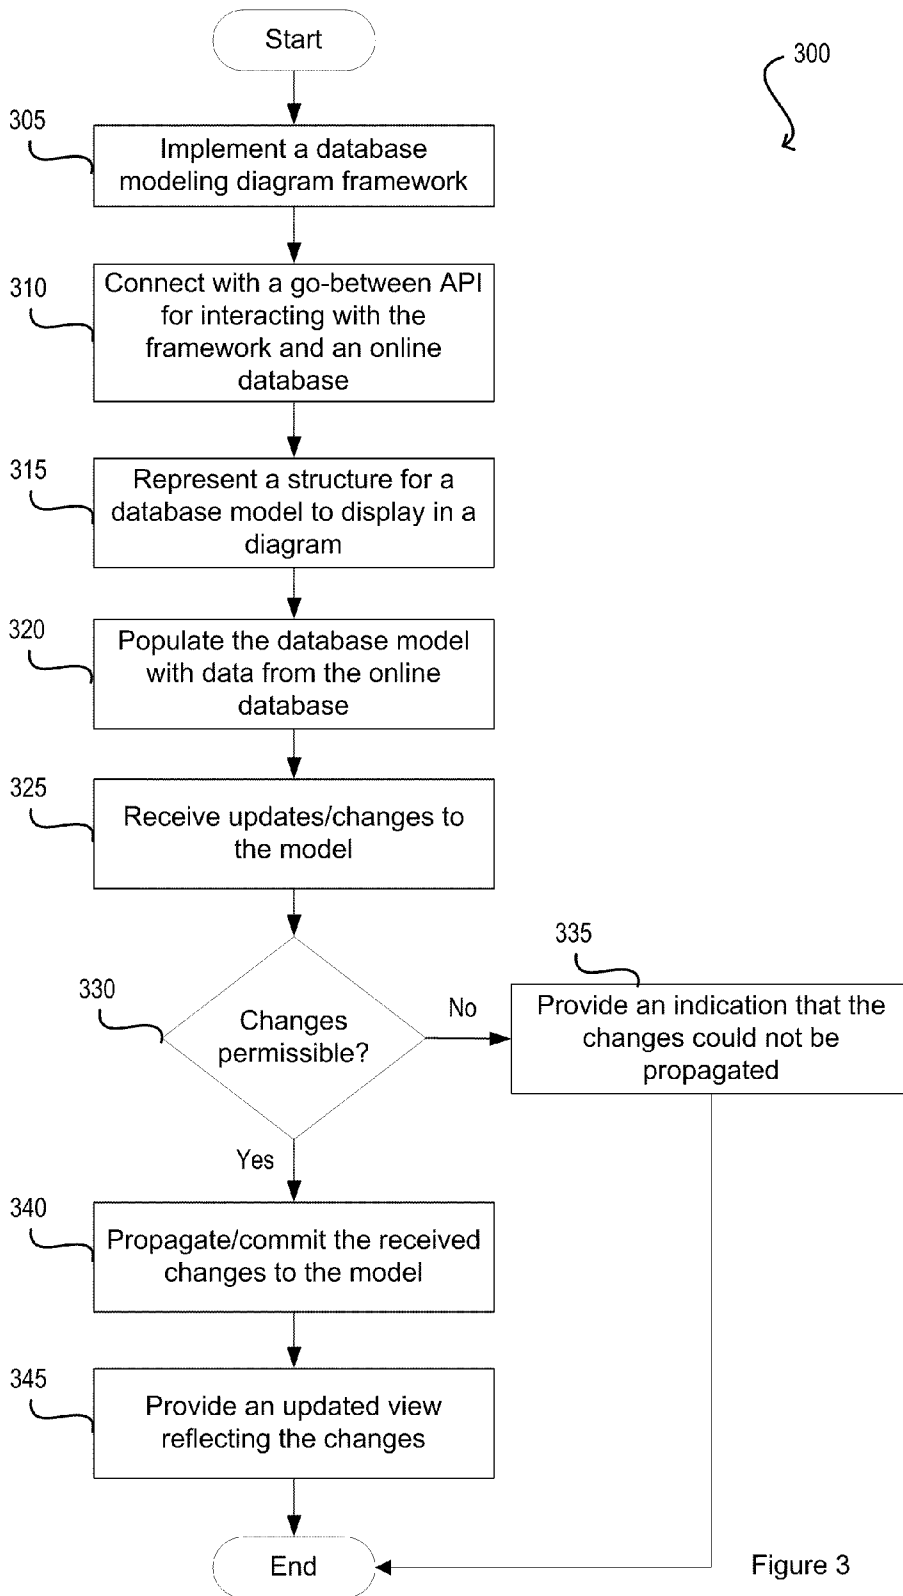 Start
300
305
Implement a database
modeling diagram framework
310
Connect with a go-between API
for interacting with the
framework and an online
database
315
Represent a structure for a
database model to display in a
diagram
320
Populate the database model
with data from the online
database
325
Receive updates/changes to
the model
330
Changes
permissible?
No
335
Provide an indication that the
changes could not be
propagated
Yes
340
Propagate/commit the received
changes to the model
345
Provide an updated view
reflecting the changes
End
Figure 3